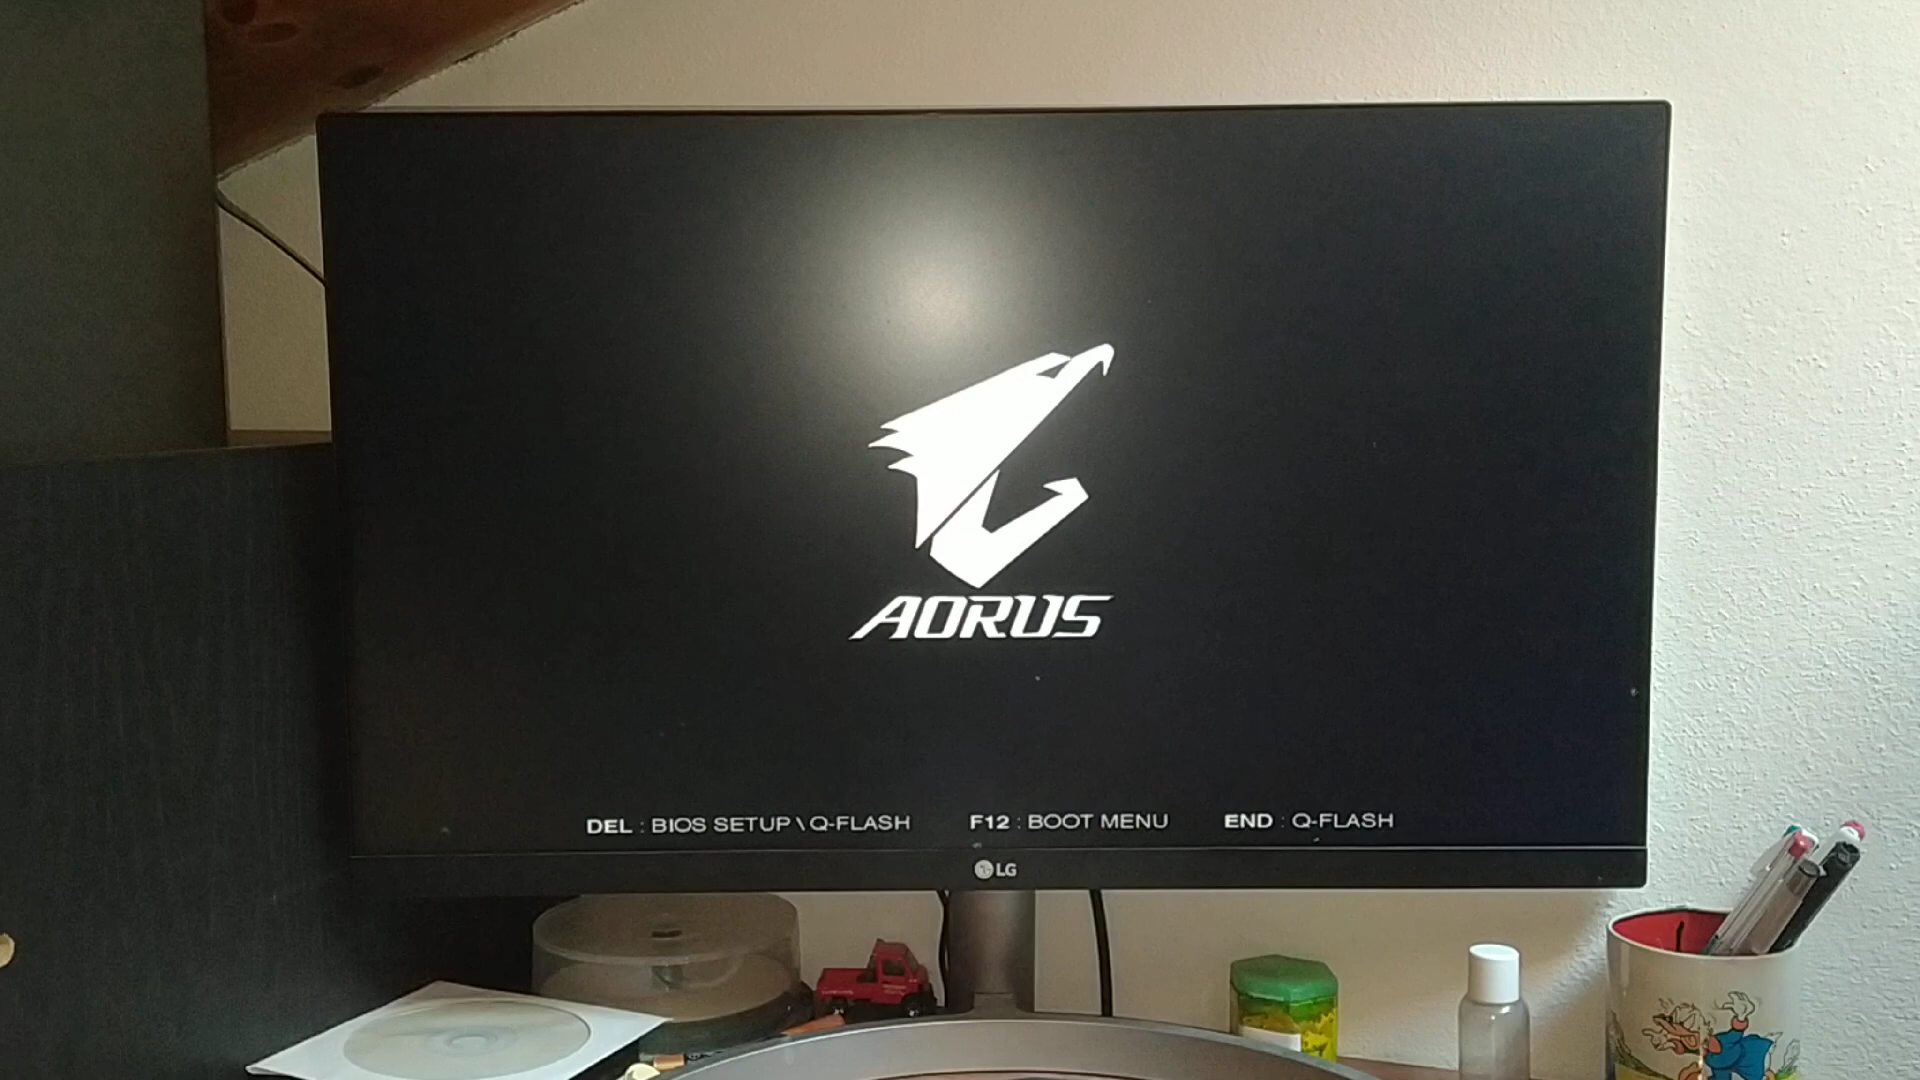 AORUS
DEL : BIOS SETUP \ Q-FLASH F12 : BOOT MENU END : Q-FLASH
LG